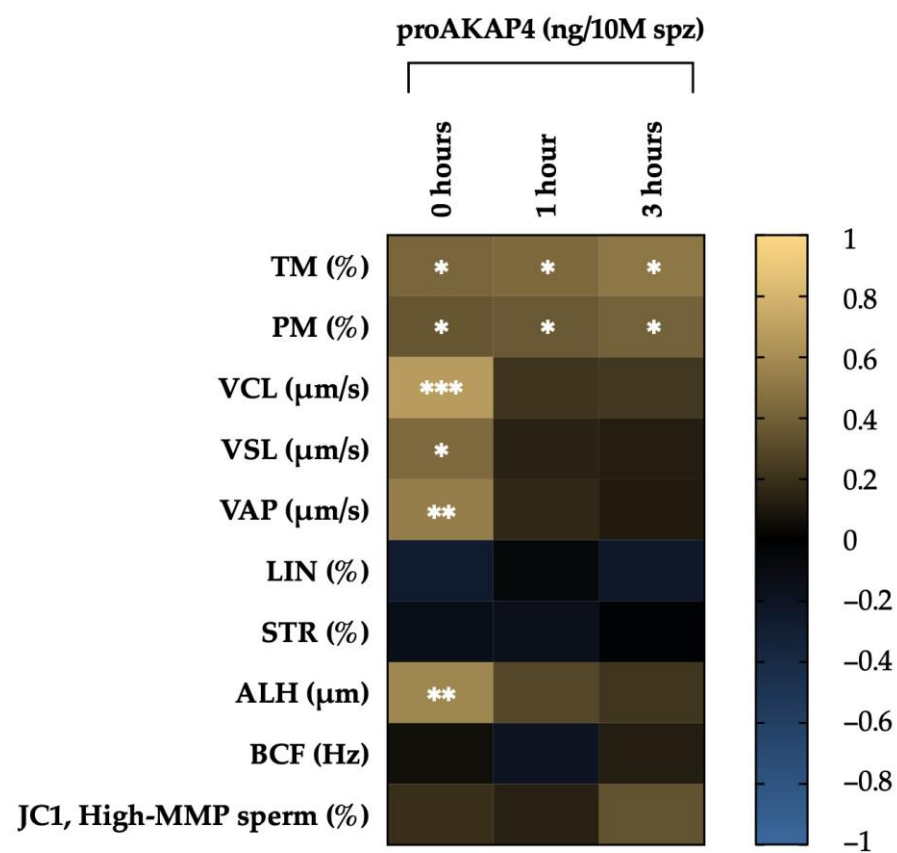 proAKAP4 (ng/10M spz)
0 hours
1 hour
3 hours
TM (%) * * *
PM (%) * * *
VCL (μm/s) ***
VSL (μm/s) *
VAP (μm/s) **
LIN (%)
STR (%)
ALH (μm) **
BCF (Hz)
JC1, High-MMP sperm (%)
1
0.8
0.6
0.4
0.2
0
–0.2
–0.4
–0.6
–0.8
–1